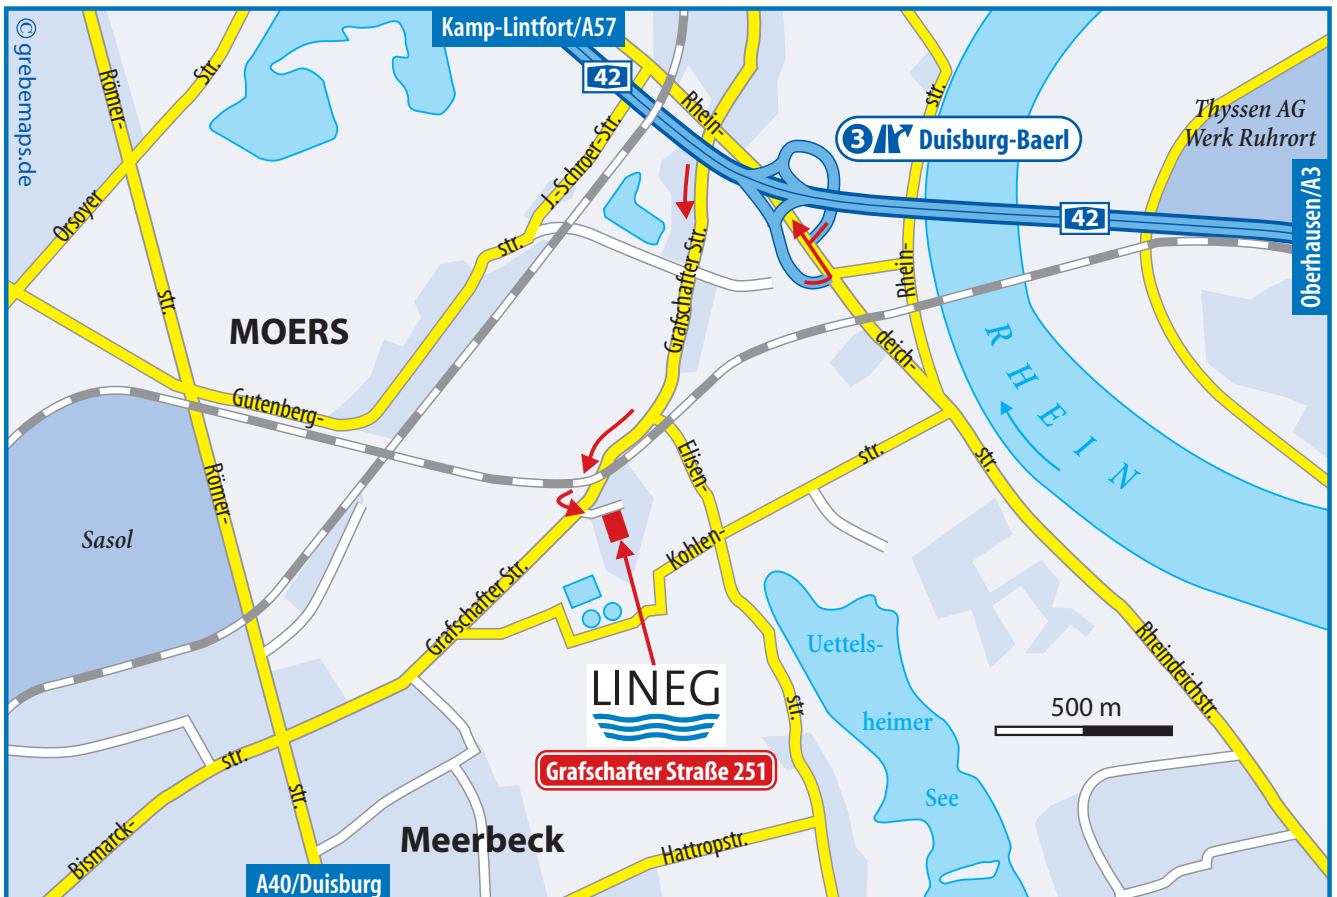 © grebemaps.de
Kamp-Lintfort/A57
42
Römer-
Str.
Rhein-
str.
Thyssen AG
Werk Ruhrort
3 Duisburg-Baerl
J.-Schroer-Str.
Orsoyer
42
Oberhausen/A3
str.
Grafschafter Str.
Rhein-
str.
MOERS
deich-
RHEIN
Gutenberg-
Elisen-
str.
str.
Römer-
Sasol
Kohlen-
Grafschafter Str.
Uettels-
heimer
See
Rheindeichstr.
LINEG
Grafschafter Straße 251
str.
500 m
str.
str.
Bismarck-
Meerbeck
Hattropstr.
A40/Duisburg